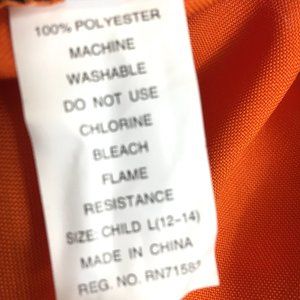 100% POLYESTER
MACHINE
WASHABLE
DO NOT USE
CHLORINE
BLEACH
FLAME
RESISTANCE
SIZE: CHILD L(12-14)
MADE IN CHINA
REG. NO. RN71582